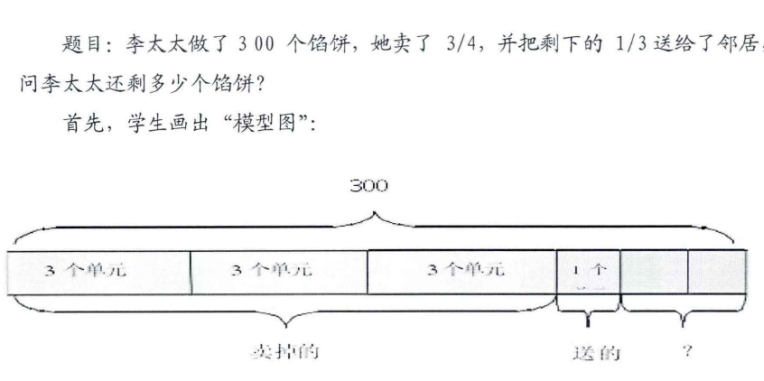 题目：李太太做了 3 00 个馅饼，她卖了 3/4，并把剩下的 1/3 送给了邻居，
问李太太还剩多少个馅饼？
首先，学生画出“模型图”：
300
3 个单元 3 个单元 3 个单元 1 个
卖掉的 送的 ？